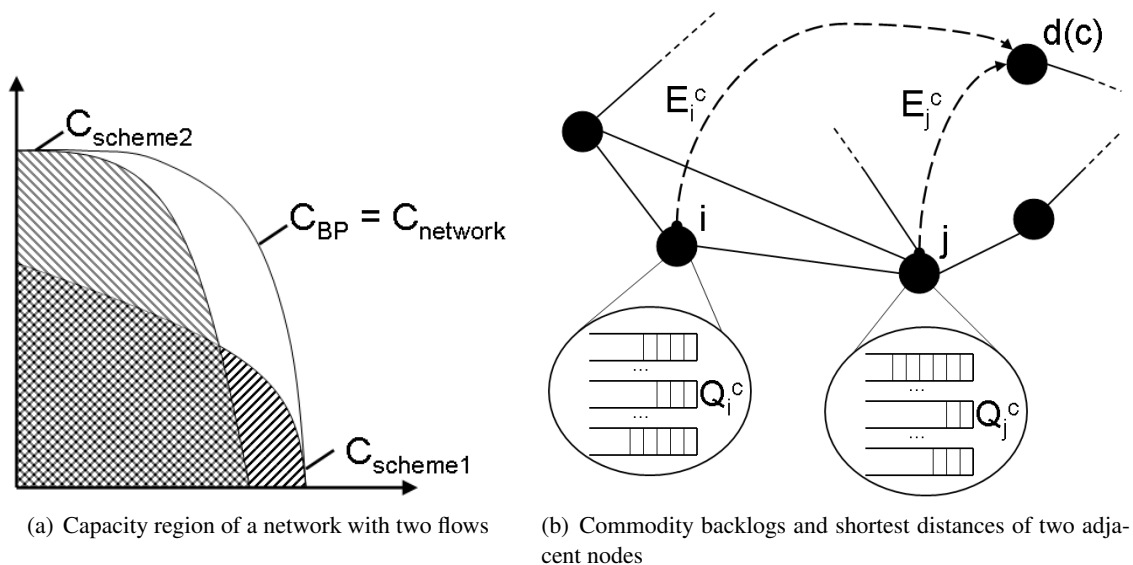 C_scheme2
C_BP = C_network
C_scheme1
(a) Capacity region of a network with two flows
d(c)
E_i^c
E_j^c
i
j
...
Q_i^c
...
...
Q_j^c
...
(b) Commodity backlogs and shortest distances of two adja-
cent nodes